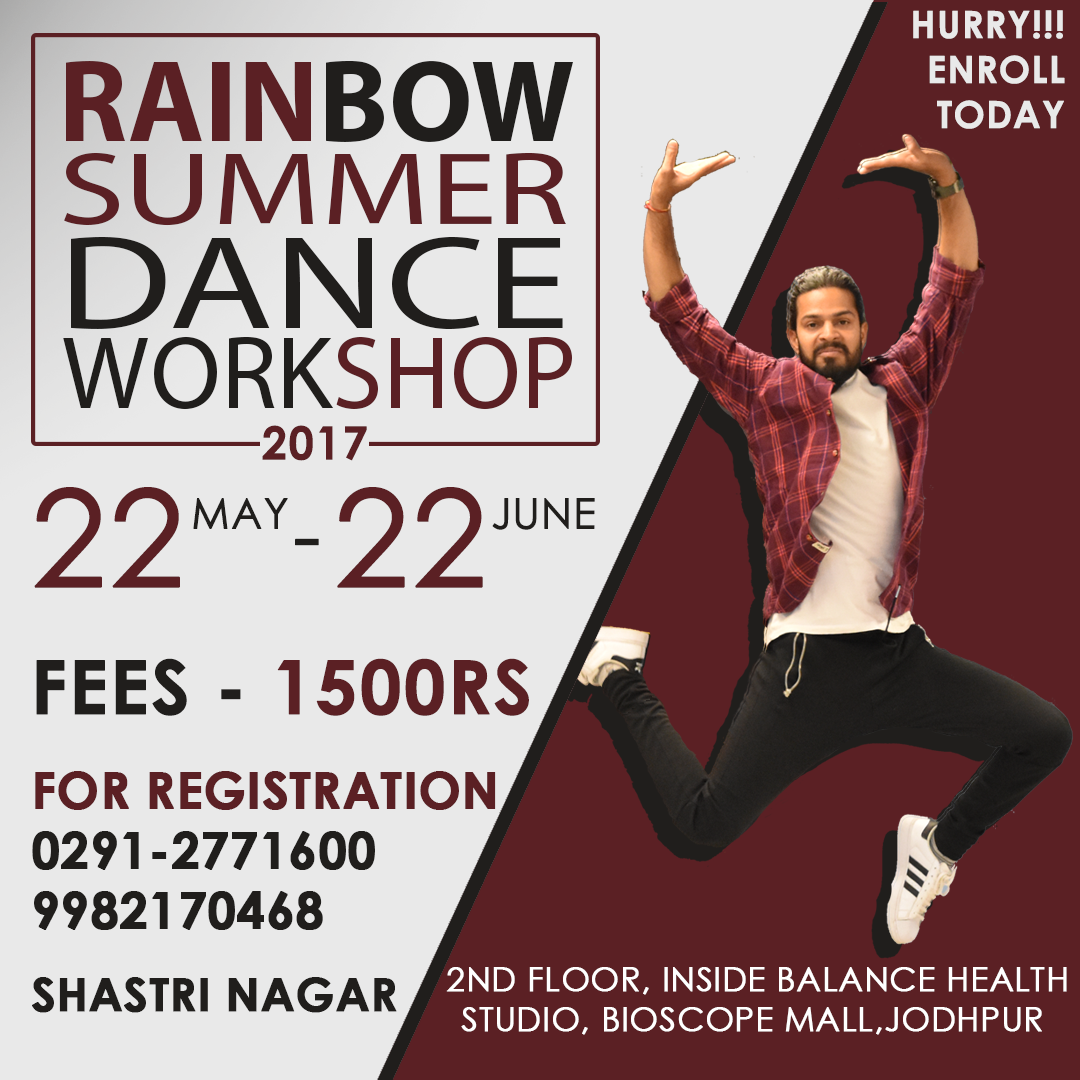 HURRY!!!
ENROLL
TODAY
RAINBOW
SUMMER
DANCE
WORKSHOP
2017
22 MAY - 22 JUNE
FEES - 1500RS
FOR REGISTRATION
0291-2771600
9982170468
SHASTRI NAGAR
2ND FLOOR, INSIDE BALANCE HEALTH
STUDIO, BIOSCOPE MALL,JODHPUR